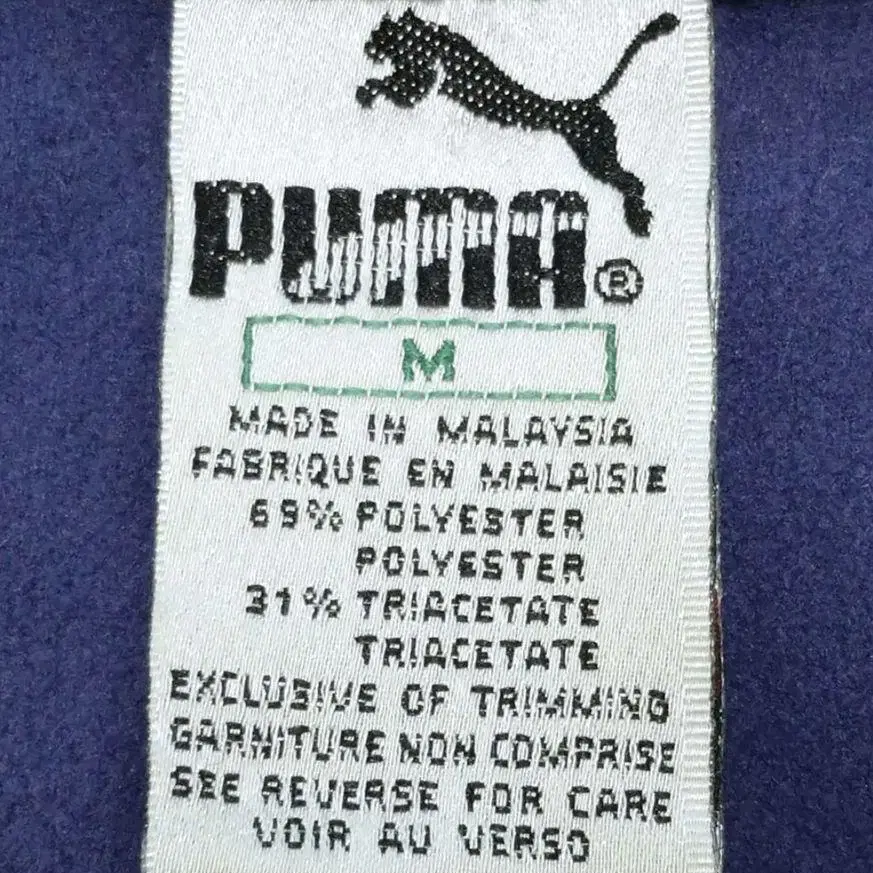 PUMA®
M
MADE IN MALAYSIA
FABRIQUE EN MALAISIE
69% POLYESTER
POLYESTER
31% TRIACETATE
TRIACETATE
EXCLUSIVE OF TRIMMING
GARNITURE NON COMPRISE
SEE REVERSE FOR CARE
VOIR AU VERSO